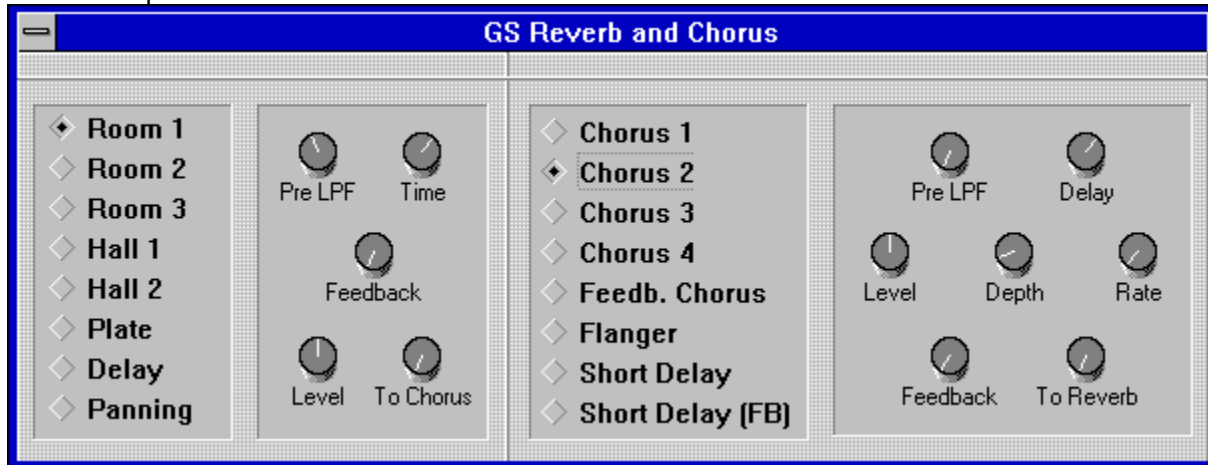 GS Reverb and Chorus
Room 1
Room 2
Room 3
Hall 1
Hall 2
Plate
Delay
Panning
Pre LPF
Time
Feedback
Level
To Chorus
Chorus 1
Chorus 2
Chorus 3
Chorus 4
Feedb. Chorus
Flanger
Short Delay
Short Delay (FB)
Pre LPF
Delay
Level
Depth
Rate
Feedback
To Reverb